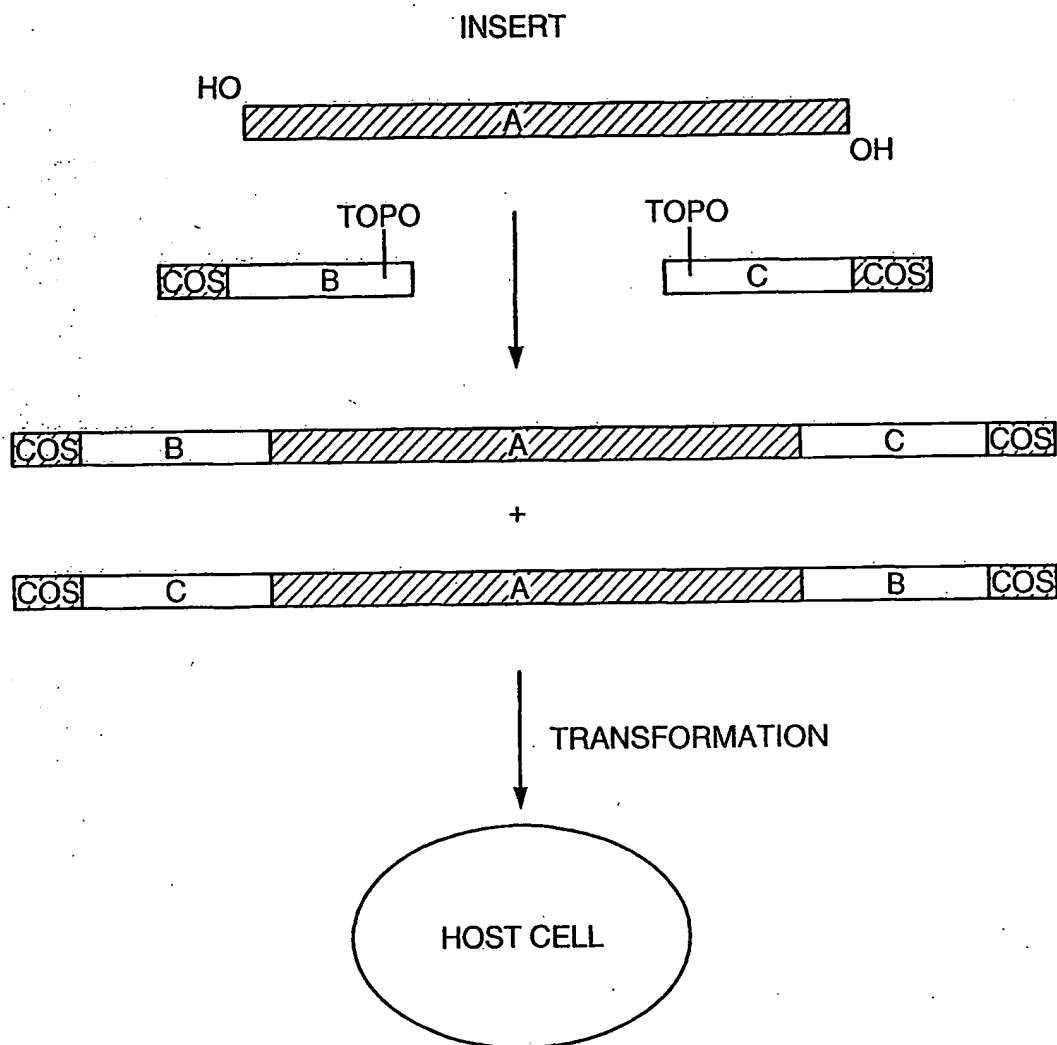 INSERT
HO
A
OH
TOPO TOPO
COS B C COS
COS B A C COS
+
COS C A B COS
TRANSFORMATION
HOST CELL